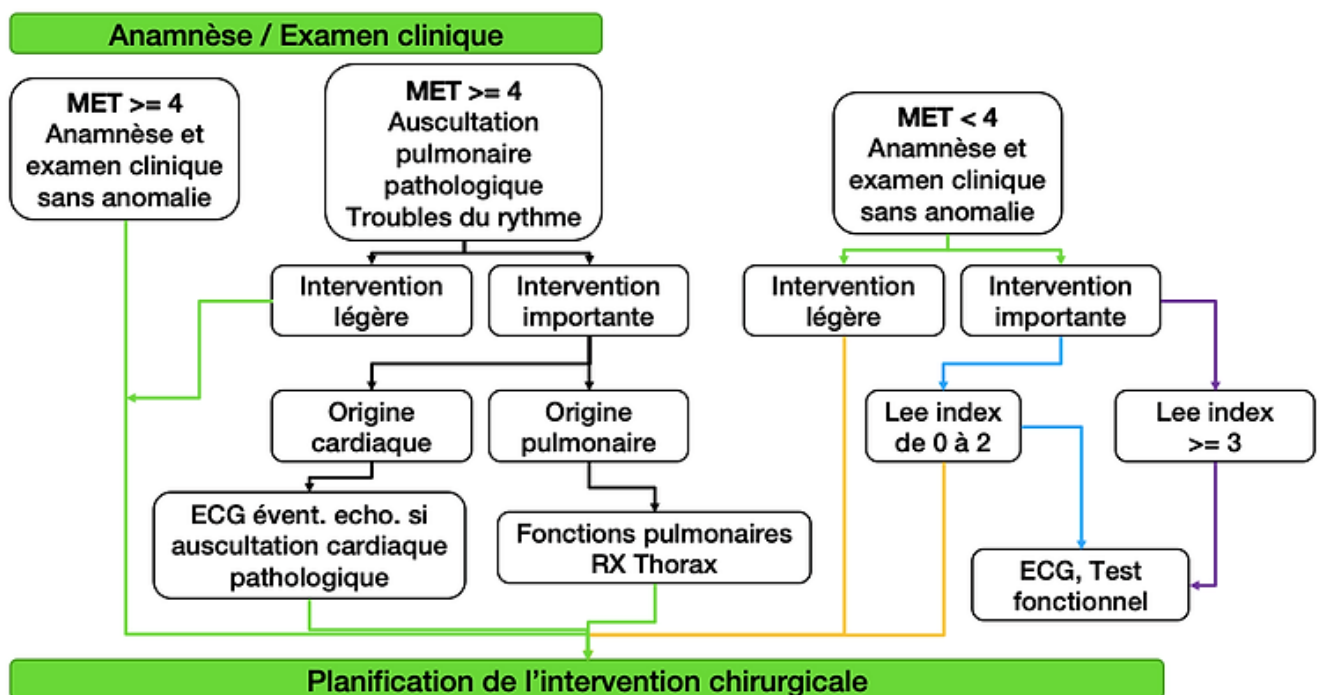 Anamnèse / Examen clinique
MET >= 4
Anamnèse et
examen clinique
sans anomalie
MET >= 4
Auscultation
pulmonaire
pathologique
Troubles du rythme
MET < 4
Anamnèse et
examen clinique
sans anomalie
Intervention
légère
Intervention
importante
Intervention
légère
Intervention
importante
Origine
cardiaque
Origine
pulmonaire
Lee index
de 0 à 2
Lee index
>= 3
ECG évent. echo. si
auscultation cardiaque
pathologique
Fonctions pulmonaires
RX Thorax
ECG, Test
fonctionnel
Planification de l'intervention chirurgicale